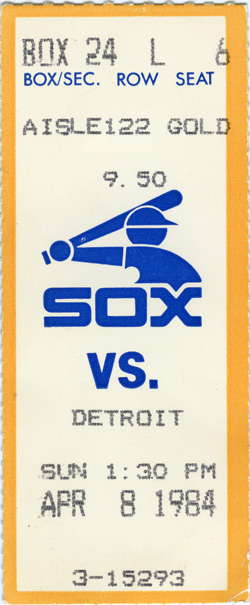 BOX 24 L 6
BOX/SEC. ROW SEAT
AISLE122 GOLD
9.50
SOX
VS.
DETROIT
SUN 1:30 PM
APR 8 1984
3-15293